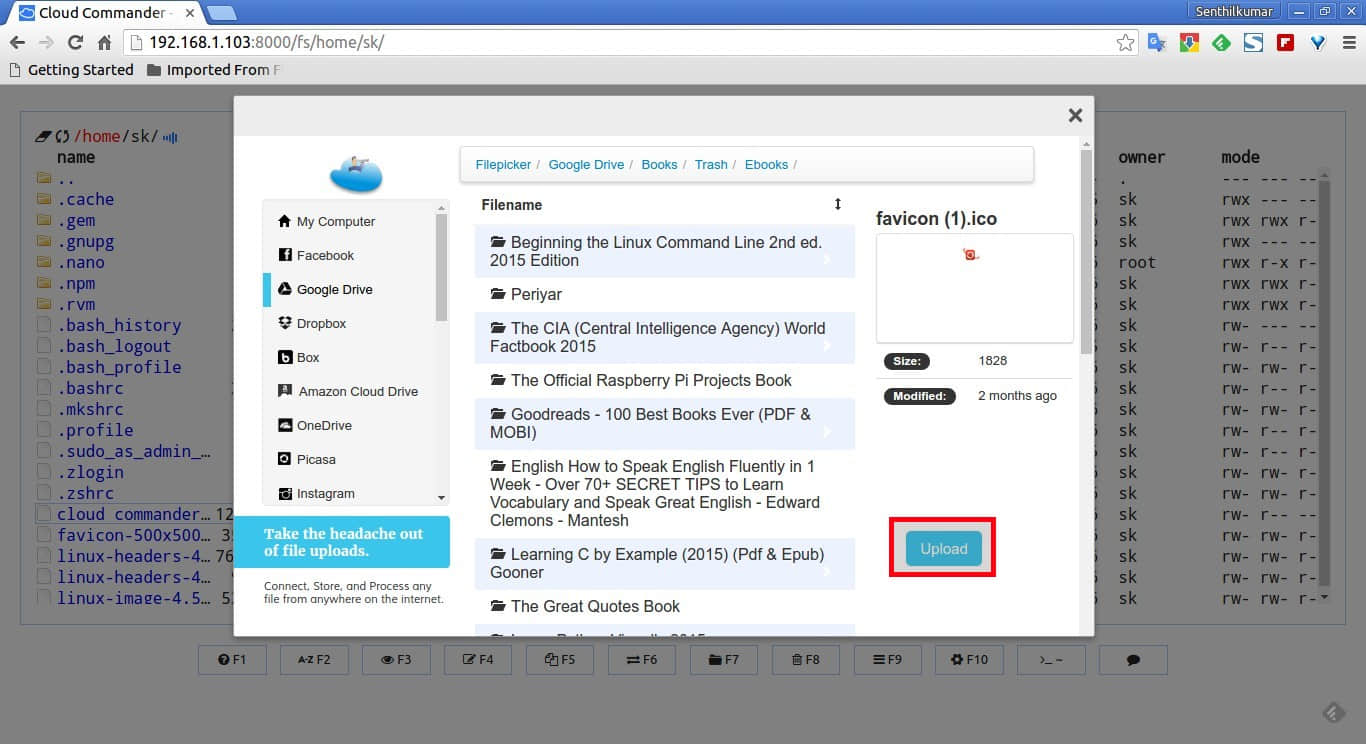 Cloud Commander -
Senthilkumar
192.168.1.103:8000/fs/home/sk/
Getting Started
Imported From F
/home/sk/
name
owner
mode
..
.
--- --- --
.cache
sk
rwx --- --
.gem
sk
rwx rwx r-
.gnupg
sk
rwx --- --
.nano
root
rwx r-x r-
.npm
sk
rwx rwx r-
.rvm
sk
rwx rwx r-
.bash_history
sk
rw- --- --
.bash_logout
sk
rw- r-- r-
.bash_profile
sk
rw- rw- r-
.bashrc
sk
rw- r-- r-
.mkshrc
sk
rw- rw- r-
.profile
sk
rw- r-- r-
.sudo_as_admin_…
sk
rw- r-- r-
.zlogin
sk
rw- rw- r-
.zshrc
sk
rw- rw- r-
cloud commander… 12
sk
rw- r-- --
favicon-500x500…
sk
rw- rw- r-
linux-headers-4… 76
sk
rw- rw- r-
linux-headers-4…
sk
rw- rw- r-
linux-image-4.5…
sk
rw- rw- r-
Filepicker / Google Drive / Books / Trash / Ebooks /
My Computer
Facebook
Google Drive
Dropbox
Box
Amazon Cloud Drive
OneDrive
Picasa
Instagram
Take the headache out
of file uploads.
Connect, Store, and Process any
file from anywhere on the internet.
Filename
Beginning the Linux Command Line 2nd ed.
2015 Edition
Periyar
The CIA (Central Intelligence Agency) World
Factbook 2015
The Official Raspberry Pi Projects Book
Goodreads - 100 Best Books Ever (PDF &
MOBI)
English How to Speak English Fluently in 1
Week - Over 70+ SECRET TIPS to Learn
Vocabulary and Speak Great English - Edward
Clemons - Mantesh
Learning C by Example (2015) (Pdf & Epub)
Gooner
The Great Quotes Book
favicon (1).ico
Size: 1828
Modified: 2 months ago
Upload
F1
A-Z F2
F3
F4
F5
F6
F7
F8
F9
F10
>_ ~